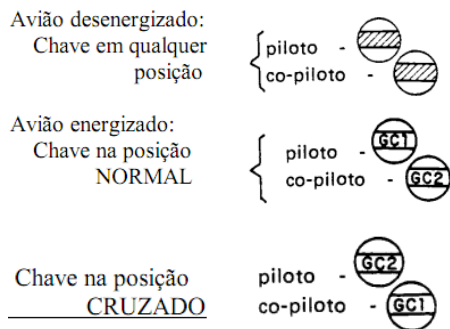 Avião desenergizado:
Chave em qualquer piloto -
posição co-piloto -
Avião energizado:
Chave na posição piloto - GC1
NORMAL co-piloto - GC2
Chave na posição piloto - GC2
CRUZADO co-piloto - GC1